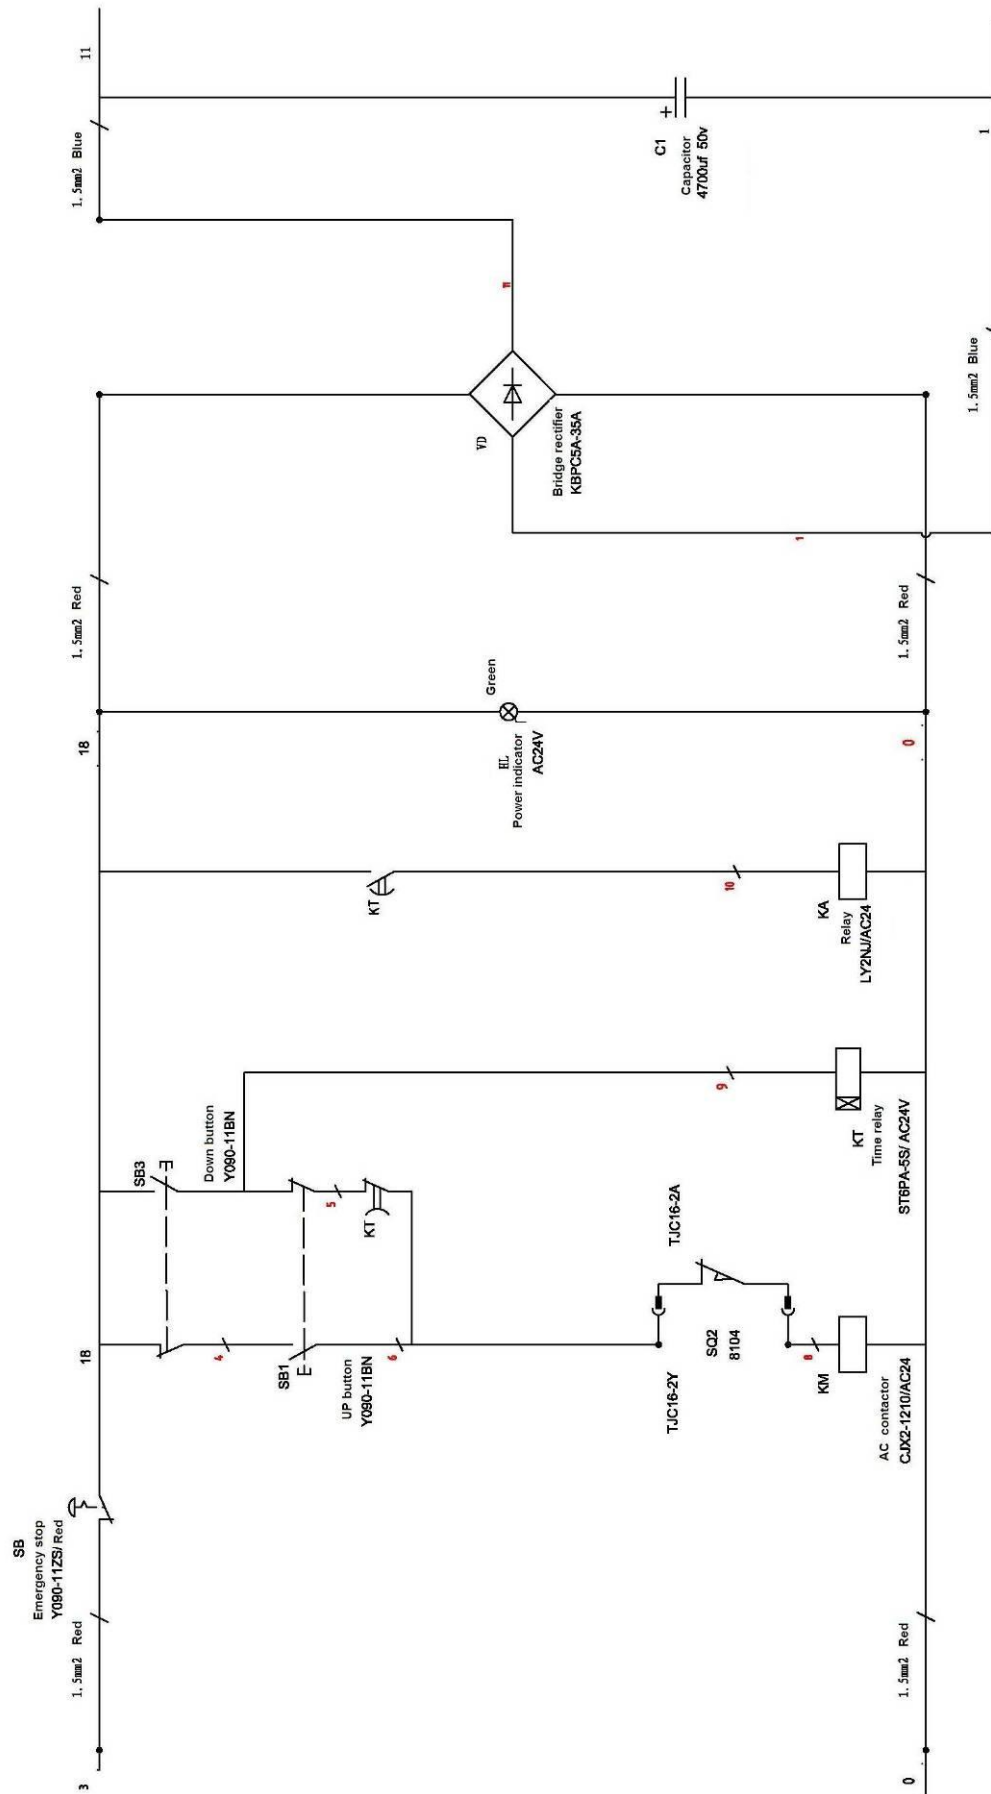 3
1.5mm2 Red
SB
Emergency stop
Y090-11ZS/Red
18
4
SB1
UP button
Y090-11BN
6
TJC16-2Y
TJC16-2A
SQ2
8104
8
KM
AC contactor
CJX2-1210/AC24
0
1.5mm2 Red
SB3
Down button
Y090-11BN
5
KT
9
KT
Time relay
ST6PA-5S/AC24V
KT
10
KA
Relay
LY2NJ/AC24
18
HL
Power indicator
AC24V
Green
0
1.5mm2 Red
1.5mm2 Red
VD
Bridge rectifier
KBPC5A-35A
11
1
1.5mm2 Blue
11
C1
Capacitor
4700uf 50v
+
1.5mm2 Blue
1